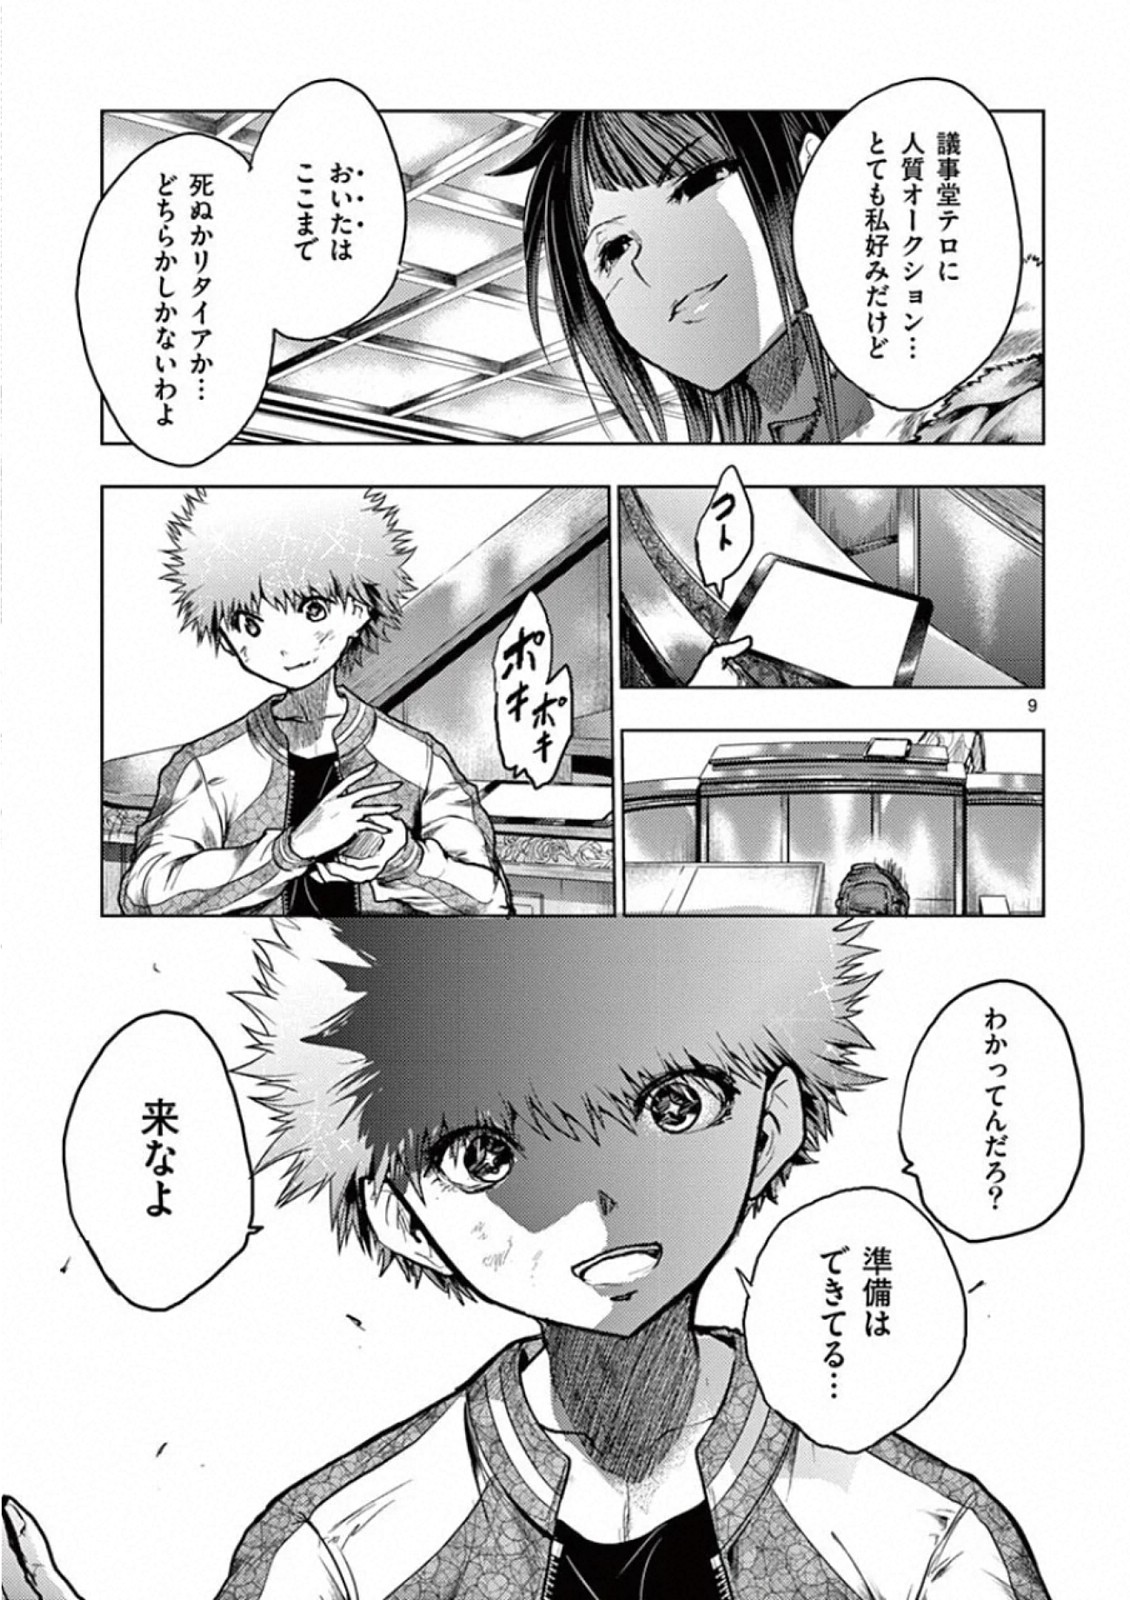 議事堂テロに
人質オークション…
とても私好みだけど
おいたは
ここまで
死ぬかリタイアか…
どちらかしかないわよ
コト
9
ポキ
ポキ
わかってんだろ?
準備は
できてる…
来なよ